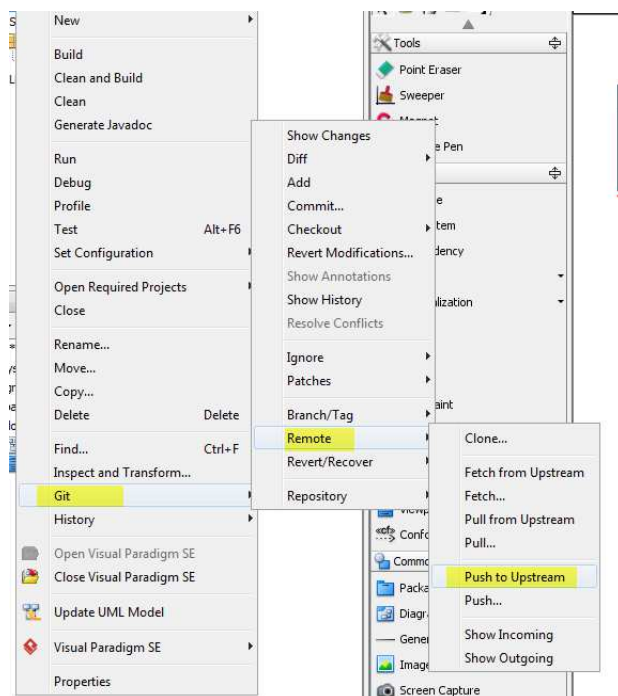 New
Build
Clean and Build
Clean
Generate Javadoc
Run
Debug
Profile
Test Alt+F6
Set Configuration
Open Required Projects
Close
Rename...
Move...
Copy...
Delete Delete
Find... Ctrl+F
Inspect and Transform...
Git
History
Open Visual Paradigm SE
Close Visual Paradigm SE
Update UML Model
Visual Paradigm SE
Properties
Show Changes
Diff
Add
Commit...
Checkout
Revert Modifications...
Show Annotations
Show History
Resolve Conflicts
Ignore
Patches
Branch/Tag
Remote
Revert/Recover
Repository
Clone...
Fetch from Upstream
Fetch...
Pull from Upstream
Pull...
Push to Upstream
Push...
Show Incoming
Show Outgoing
Tools
Point Eraser
Sweeper
Pen
Screen Capture